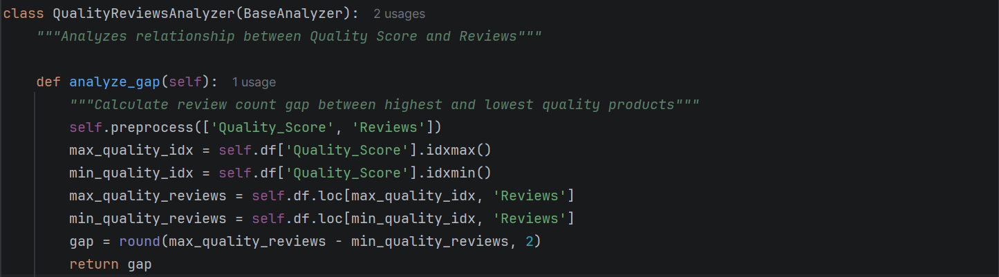 class QualityReviewsAnalyzer(BaseAnalyzer): 2 usages
    """Analyzes relationship between Quality Score and Reviews"""

    def analyze_gap(self): 1 usage
        """Calculate review count gap between highest and lowest quality products"""
        self.preprocess(['Quality_Score', 'Reviews'])
        max_quality_idx = self.df['Quality_Score'].idxmax()
        min_quality_idx = self.df['Quality_Score'].idxmin()
        max_quality_reviews = self.df.loc[max_quality_idx, 'Reviews']
        min_quality_reviews = self.df.loc[min_quality_idx, 'Reviews']
        gap = round(max_quality_reviews - min_quality_reviews, 2)
        return gap